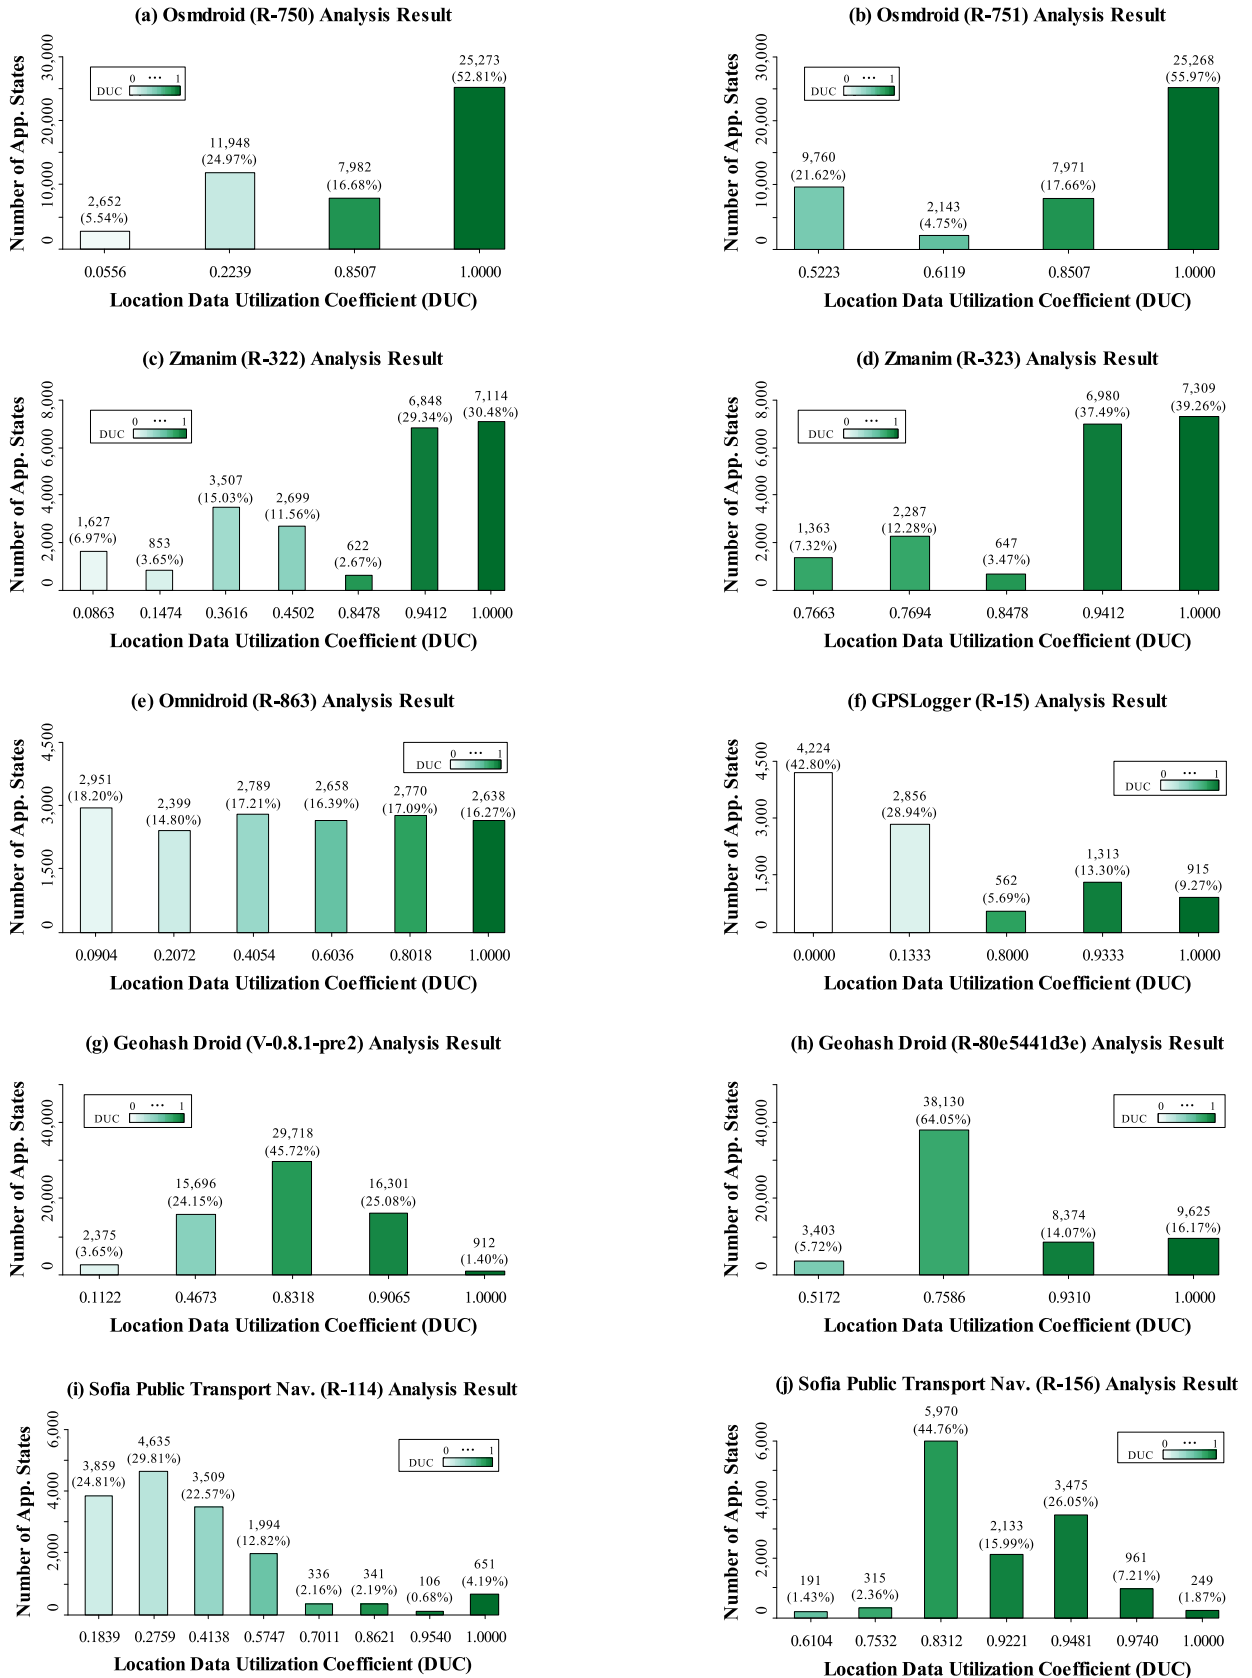 (a) Osmdroid (R-750) Analysis Result
Number of App. States
0 10,000 20,000 30,000
DUC 0 ··· 1
2,652
(5.54%)
11,948
(24.97%)
7,982
(16.68%)
25,273
(52.81%)
0.0556 0.2239 0.8507 1.0000
Location Data Utilization Coefficient (DUC)
(b) Osmdroid (R-751) Analysis Result
Number of App. States
0 10,000 20,000 30,000
DUC 0 ··· 1
9,760
(21.62%)
2,143
(4.75%)
7,971
(17.66%)
25,268
(55.97%)
0.5223 0.6119 0.8507 1.0000
Location Data Utilization Coefficient (DUC)
(c) Zmanim (R-322) Analysis Result
Number of App. States
0 2,000 4,000 6,000 8,000
DUC 0 ··· 1
1,627
(6.97%)
853
(3.65%)
3,507
(15.03%)
2,699
(11.56%)
622
(2.67%)
6,848
(29.34%)
7,114
(30.48%)
0.0863 0.1474 0.3616 0.4502 0.8478 0.9412 1.0000
Location Data Utilization Coefficient (DUC)
(d) Zmanim (R-323) Analysis Result
Number of App. States
0 2,000 4,000 6,000 8,000
DUC 0 ··· 1
1,363
(7.32%)
2,287
(12.28%)
647
(3.47%)
6,980
(37.49%)
7,309
(39.26%)
0.7663 0.7694 0.8478 0.9412 1.0000
Location Data Utilization Coefficient (DUC)
(e) Omnidroid (R-863) Analysis Result
Number of App. States
0 1,500 3,000 4,500
DUC 0 ··· 1
2,951
(18.20%)
2,399
(14.80%)
2,789
(17.21%)
2,658
(16.39%)
2,770
(17.09%)
2,638
(16.27%)
0.0904 0.2072 0.4054 0.6036 0.8018 1.0000
Location Data Utilization Coefficient (DUC)
(f) GPSLogger (R-15) Analysis Result
Number of App. States
0 1,500 3,000 4,500
DUC 0 ··· 1
4,224
(42.80%)
2,856
(28.94%)
562
(5.69%)
1,313
(13.30%)
915
(9.27%)
0.0000 0.1333 0.8000 0.9333 1.0000
Location Data Utilization Coefficient (DUC)
(g) Geohash Droid (V-0.8.1-pre2) Analysis Result
Number of App. States
0 20,000 40,000
DUC 0 ··· 1
2,375
(3.65%)
15,696
(24.15%)
29,718
(45.72%)
16,301
(25.08%)
912
(1.40%)
0.1122 0.4673 0.8318 0.9065 1.0000
Location Data Utilization Coefficient (DUC)
(h) Geohash Droid (R-80e5441d3e) Analysis Result
Number of App. States
0 20,000 40,000
DUC 0 ··· 1
3,403
(5.72%)
38,130
(64.05%)
8,374
(14.07%)
9,625
(16.17%)
0.5172 0.7586 0.9310 1.0000
Location Data Utilization Coefficient (DUC)
(i) Sofia Public Transport Nav. (R-114) Analysis Result
Number of App. States
0 2,000 4,000 6,000
DUC 0 ··· 1
3,859
(24.81%)
4,635
(29.81%)
3,509
(22.57%)
1,994
(12.82%)
336
(2.16%)
341
(2.19%)
106
(0.68%)
651
(4.19%)
0.1839 0.2759 0.4138 0.5747 0.7011 0.8621 0.9540 1.0000
Location Data Utilization Coefficient (DUC)
(j) Sofia Public Transport Nav. (R-156) Analysis Result
Number of App. States
0 2,000 4,000 6,000
DUC 0 ··· 1
191
(1.43%)
315
(2.36%)
5,970
(44.76%)
2,133
(15.99%)
3,475
(26.05%)
961
(7.21%)
249
(1.87%)
0.6104 0.7532 0.8312 0.9221 0.9481 0.9740 1.0000
Location Data Utilization Coefficient (DUC)